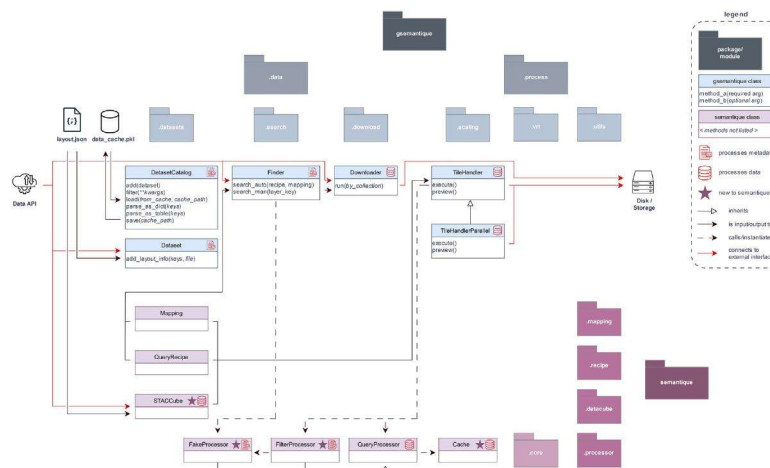 legend
gsemantique
package/
module
.data
.process
gsemantique class
method_a(required arg)
method_b(optional arg)
semantique class
< methods not listed >
layout.json
data_cache.pkl
.datasets
.search
.download
.scaling
.vrt
.utils
processes metadata
processes data
new to semantique
inherits
is input/output t
calls/instantiate
connects to
external interfac
Data API
DatasetCatalog
add(dataset)
filter(**kwargs)
load(from_cache, cache_path)
parse_as_dict(keys)
parse_as_table(keys)
save(cache_path)
Finder
search_auto(recipe, mapping)
search_man(layer_key)
Downloader
run(by_collection)
TileHandler
execute()
preview()
Disk /
Storage
Dataset
add_layout_info(keys, file)
TileHandlerParallel
execute()
preview()
Mapping
QueryRecipe
STACCube
.mapping
.recipe
.datacube
semantique
FakeProcessor
FilterProcessor
QueryProcessor
Cache
.core
.processor